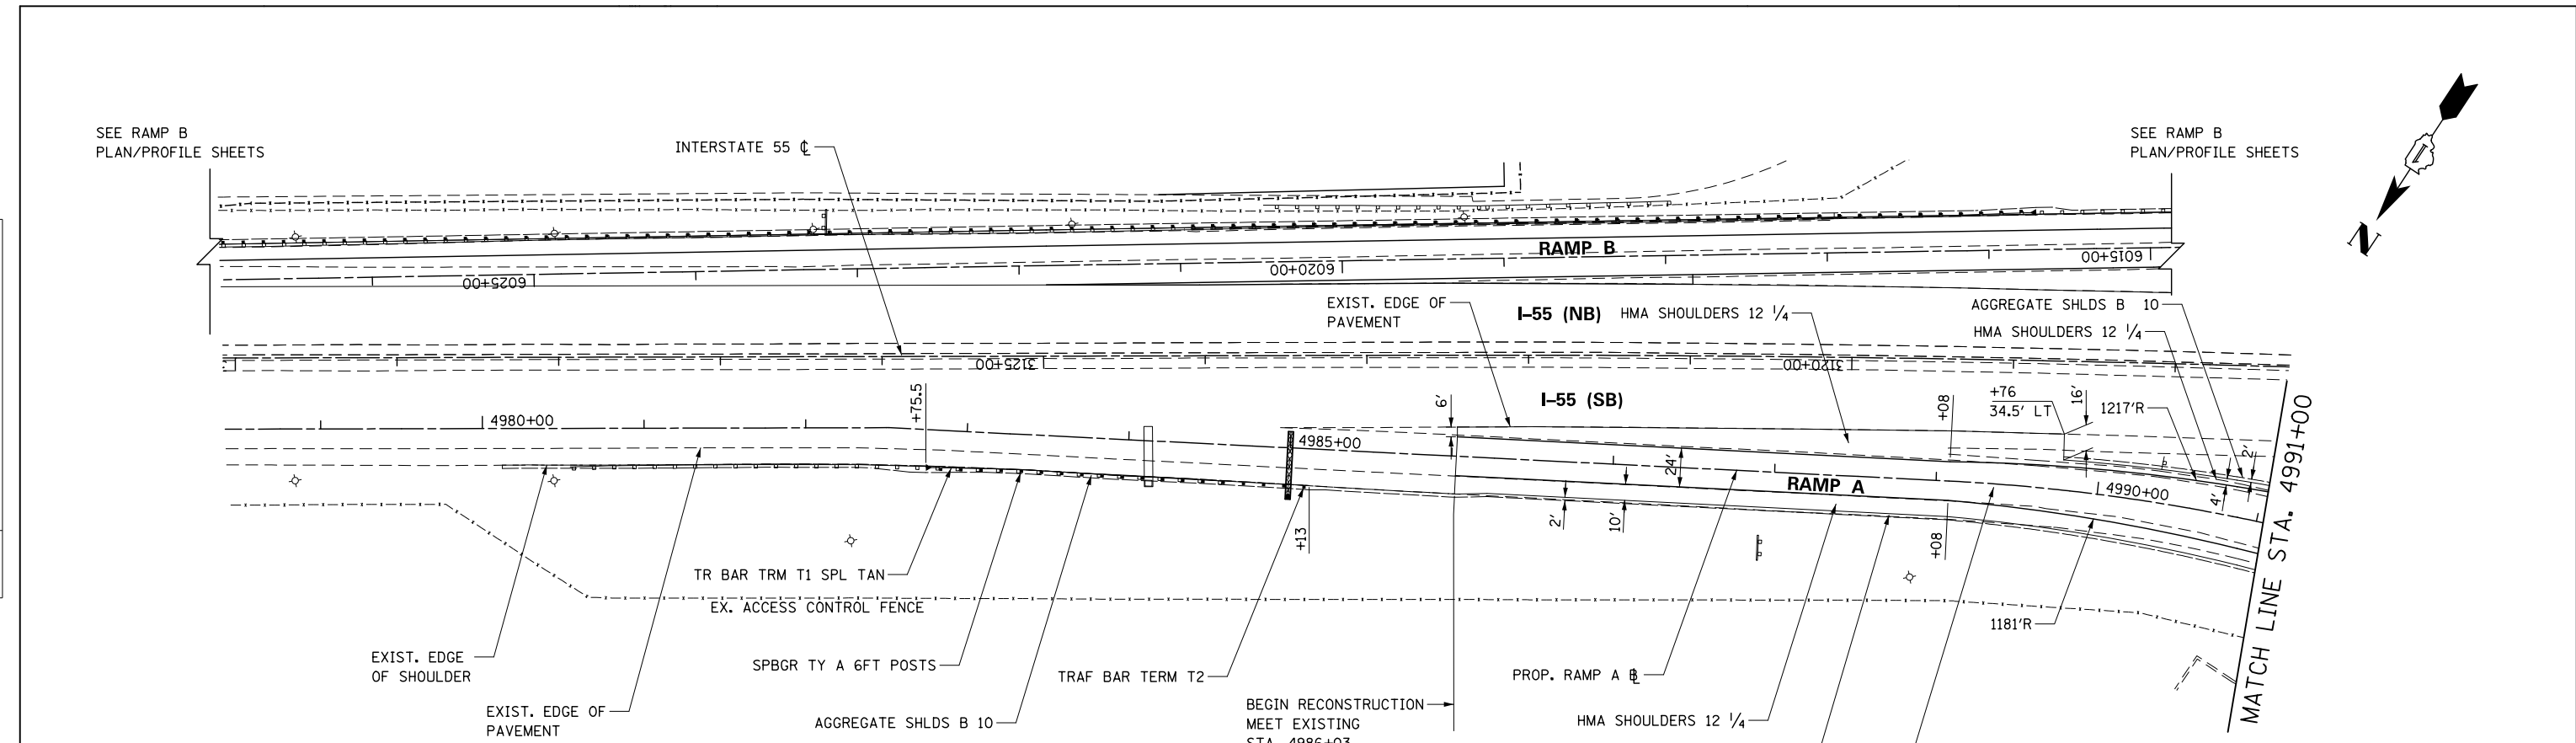 SEE RAMP B
PLAN/PROFILE SHEETS
INTERSTATE 55 ℄
SEE RAMP B
PLAN/PROFILE SHEETS
N
RAMP B
6025+00
6020+00
6015+00
EXIST. EDGE OF
PAVEMENT
I–55 (NB)
HMA SHOULDERS 12 1/4
AGGREGATE SHLDS B 10
HMA SHOULDERS 12 1/4
3125+00
3120+00
I–55 (SB)
+75.5
6'
+08
+76
34.5' LT
16'
1217'R
4980+00
4985+00
24'
RAMP A
4990+00
2'
4'
2'
10'
+13
+08
TR BAR TRM T1 SPL TAN
EX. ACCESS CONTROL FENCE
1181'R
MATCH LINE STA. 4991+00
EXIST. EDGE
OF SHOULDER
SPBGR TY A 6FT POSTS
TRAF BAR TERM T2
PROP. RAMP A ℄
EXIST. EDGE OF
PAVEMENT
AGGREGATE SHLDS B 10
BEGIN RECONSTRUCTION
MEET EXISTING
STA. 4986+03
HMA SHOULDERS 12 1/4